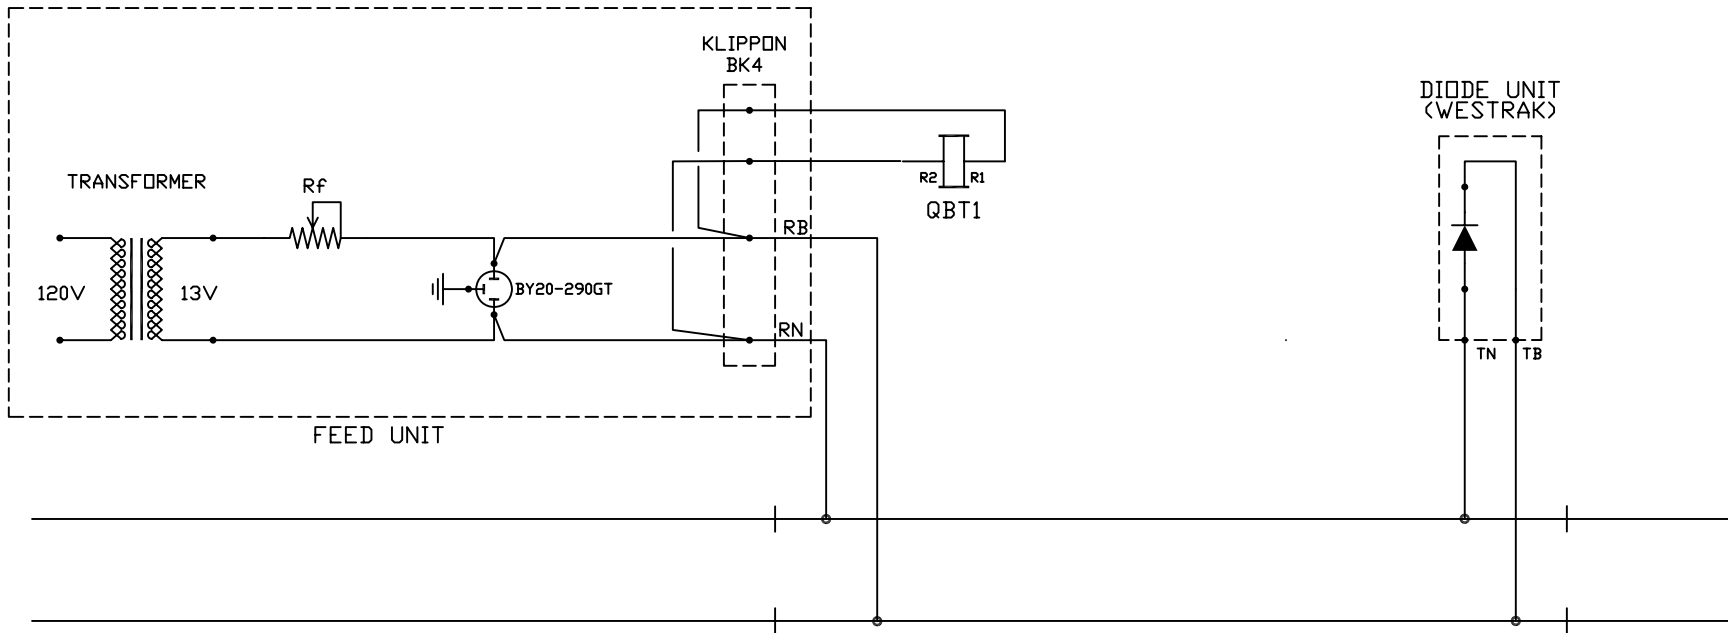 KLIPPON
BK4
DIODE UNIT
(WESTRAK)
TRANSFORMER
Rf
R2
R1
QBT1
RB
120V
13V
BY20-290GT
RN
TN
TB
FEED UNIT